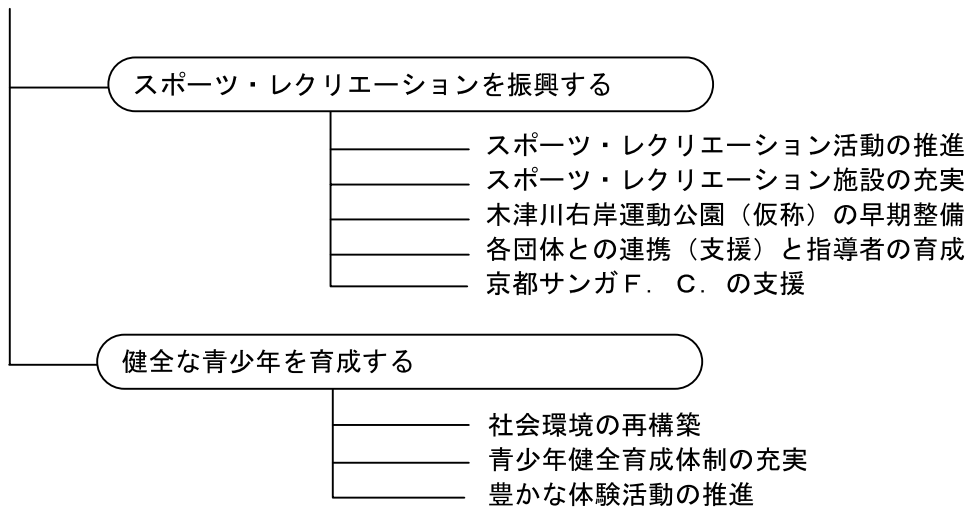 スポーツ・レクリエーションを振興する
スポーツ・レクリエーション活動の推進
スポーツ・レクリエーション施設の充実
木津川右岸運動公園（仮称）の早期整備
各団体との連携（支援）と指導者の育成
京都サンガＦ．Ｃ．の支援
健全な青少年を育成する
社会環境の再構築
青少年健全育成体制の充実
豊かな体験活動の推進